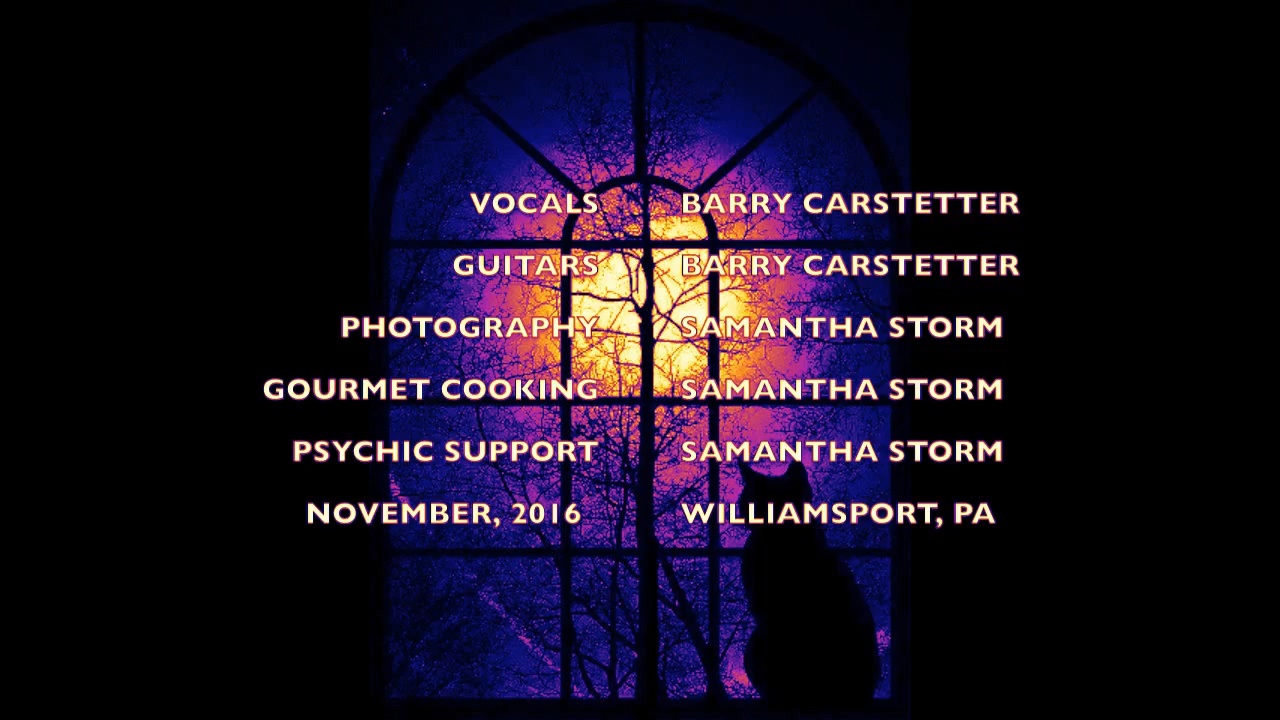 VOCALS BARRY CARSTETTER
GUITARS BARRY CARSTETTER
PHOTOGRAPHY SAMANTHA STORM
GOURMET COOKING SAMANTHA STORM
PSYCHIC SUPPORT SAMANTHA STORM
NOVEMBER, 2016 WILLIAMSPORT, PA